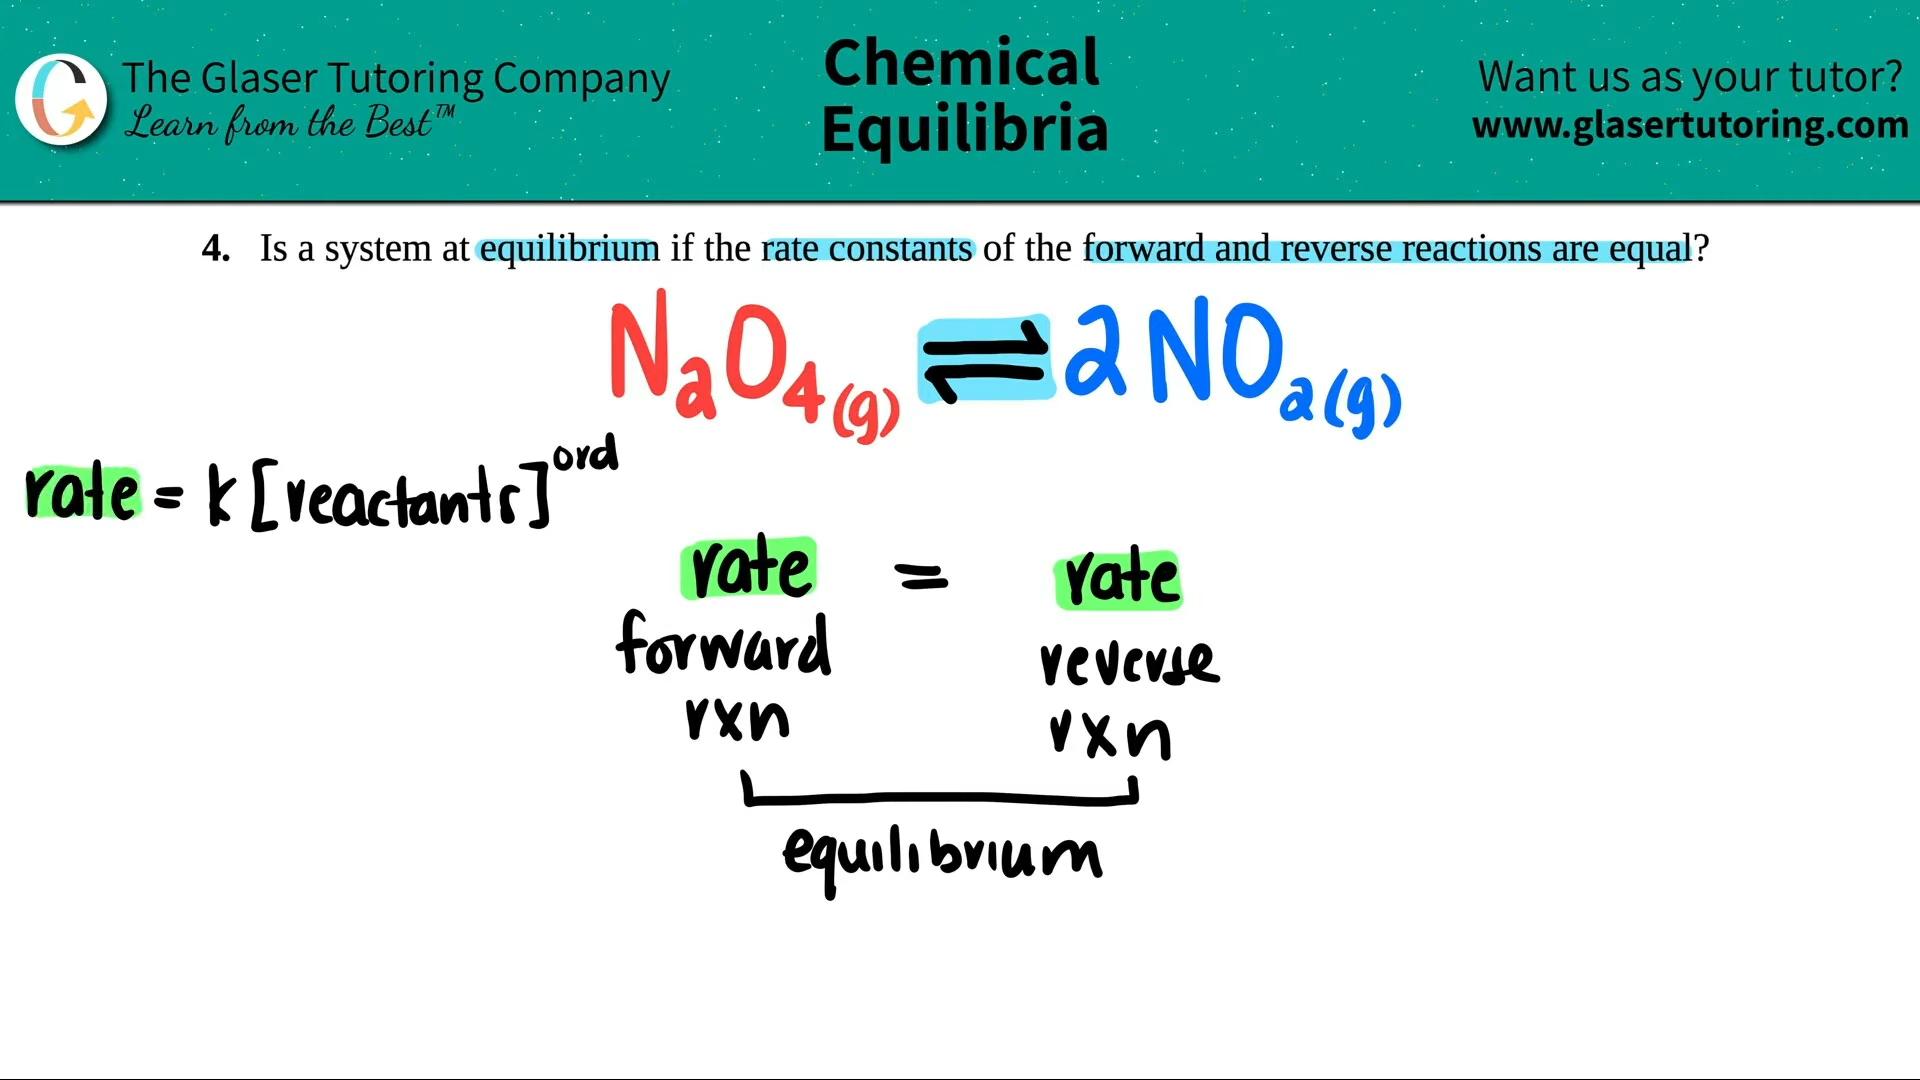 The Glaser Tutoring Company
Learn from the Best™
Chemical
Equilibria
Want us as your tutor?
www.glasertutoring.com
4. Is a system at equilibrium if the rate constants of the forward and reverse reactions are equal?
N₂O₄(g) ⇌ 2NO₂(g)
rate = k[reactants]^ord
rate = rate
forward reverse
rxn rxn
equilibrium